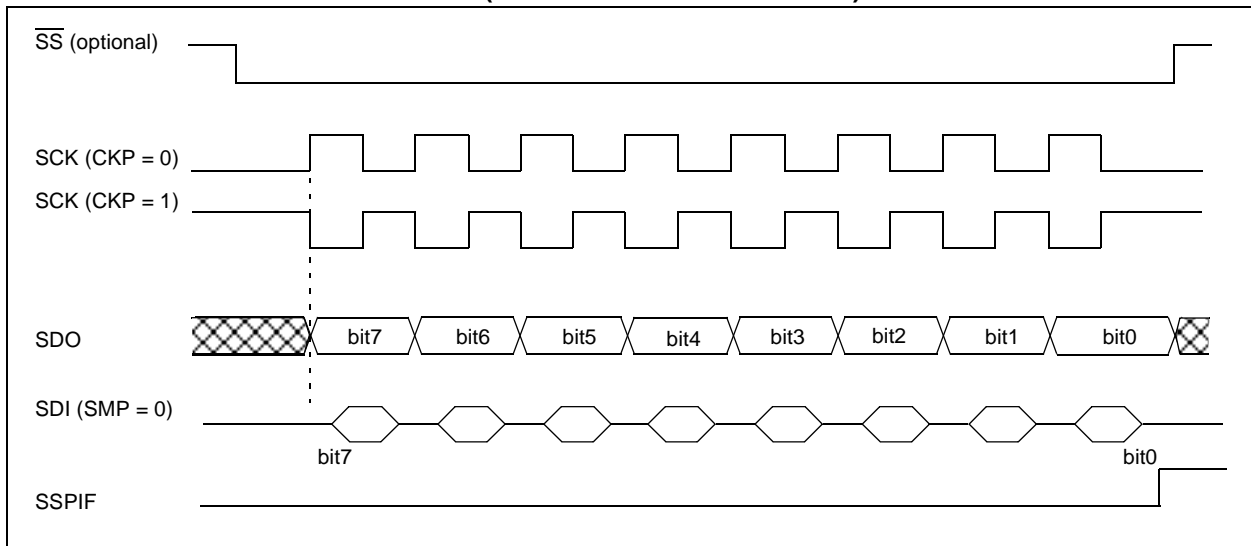 SS (optional)
SCK (CKP = 0)
SCK (CKP = 1)
SDO bit7 bit6 bit5 bit4 bit3 bit2 bit1 bit0
SDI (SMP = 0)
bit7 bit0
SSPIF